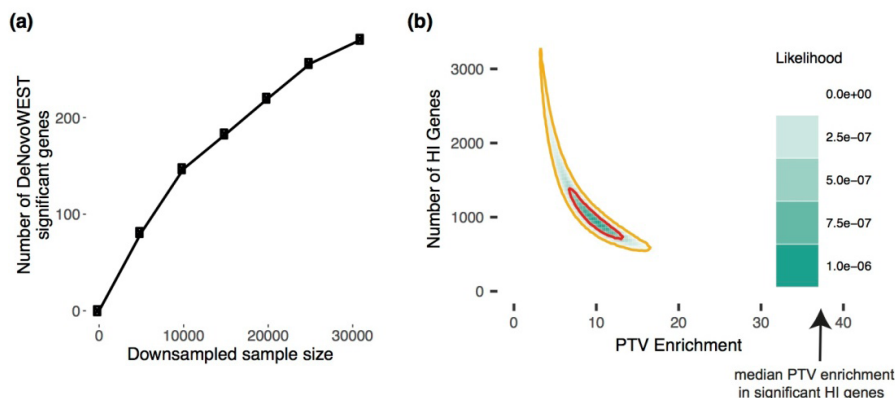 (a)
Number of DeNovoWEST
significant genes
200
100
0
0
10000
20000
30000
Downsampled sample size
(b)
Number of HI Genes
3000
2000
1000
0
0
10
20
30
40
PTV Enrichment
Likelihood
0.0e+00
2.5e-07
5.0e-07
7.5e-07
1.0e-06
median PTV enrichment
in significant HI genes